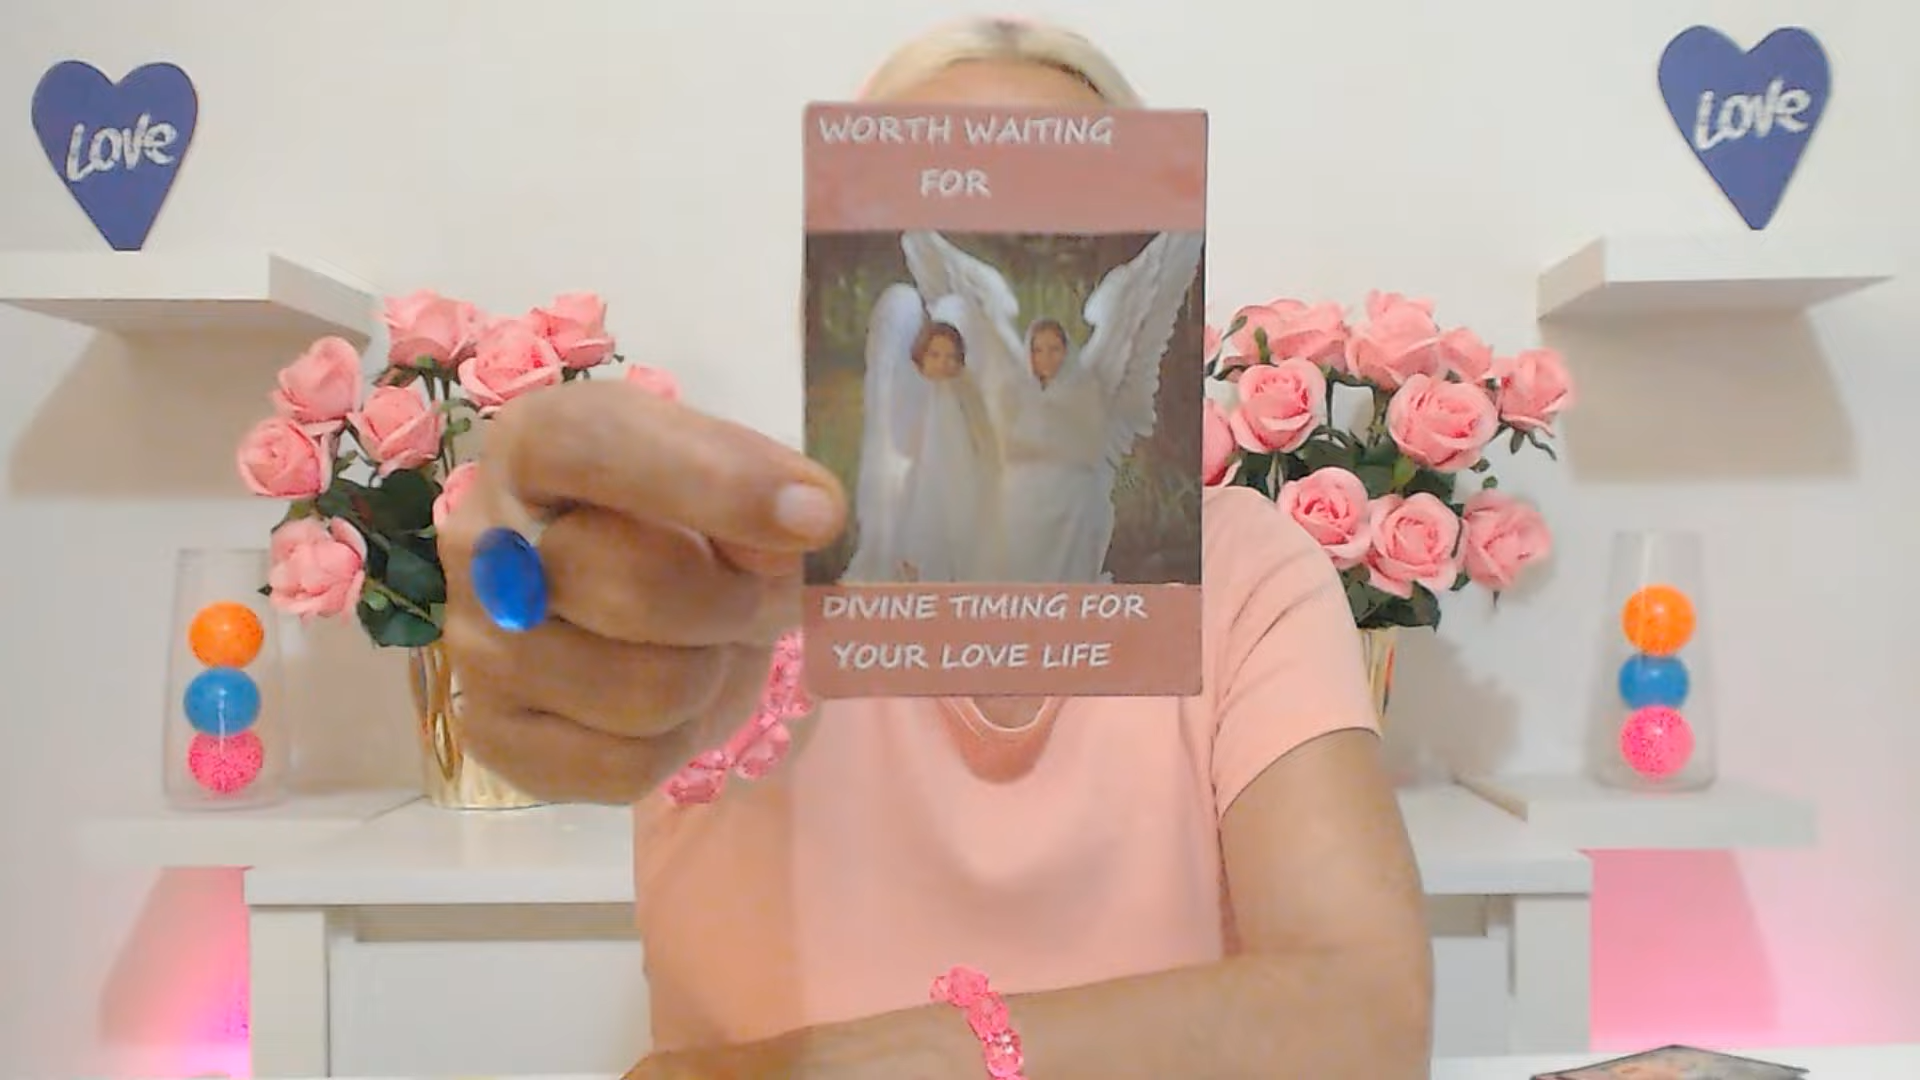 Love
Love
WORTH WAITING
FOR
DIVINE TIMING FOR
YOUR LOVE LIFE